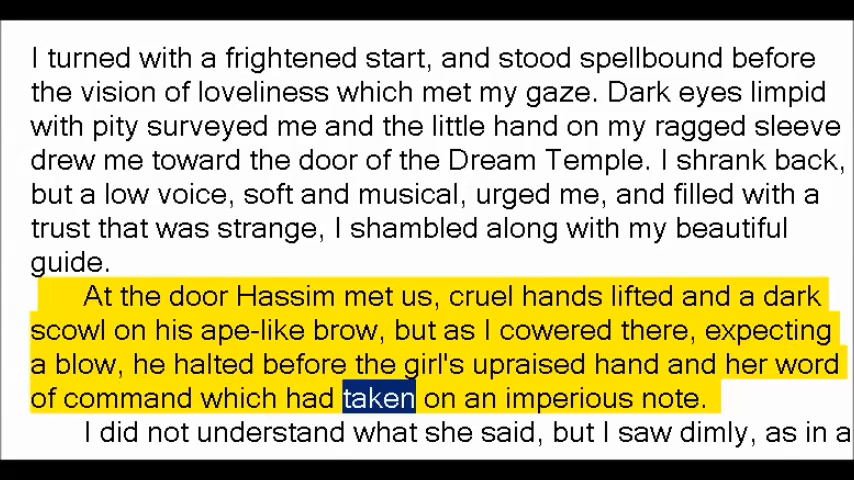 I turned with a frightened start, and stood spellbound before
the vision of loveliness which met my gaze. Dark eyes limpid
with pity surveyed me and the little hand on my ragged sleeve
drew me toward the door of the Dream Temple. I shrank back,
but a low voice, soft and musical, urged me, and filled with a
trust that was strange, I shambled along with my beautiful
guide.
At the door Hassim met us, cruel hands lifted and a dark
scowl on his ape-like brow, but as I cowered there, expecting
a blow, he halted before the girl's upraised hand and her word
of command which had taken on an imperious note.
I did not understand what she said, but I saw dimly, as in a